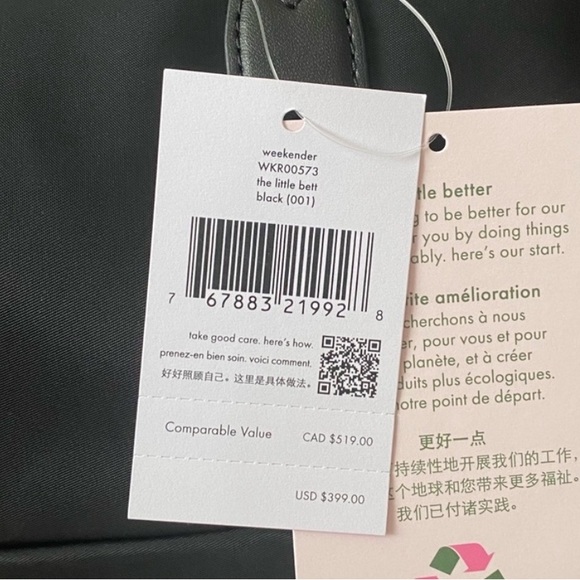 weekender
WKR00573
the little bett
black (001)
7 67883 21992 8
take good care. here's how.
prenez-en bien soin. voici comment.
好好照顾自己。这里是具体做法。
Comparable Value CAD $519.00
USD $399.00
tle better
to be better for our
you by doing things
ably. here's our start.
ite amélioration
cherchons à nous
er, pour vous et pour
planète, et à créer
duits plus écologiques.
otre point de départ.
更好一点
持续性地开展我们的工作,
个地球和您带来更多福祉。
我们已付诸实践。